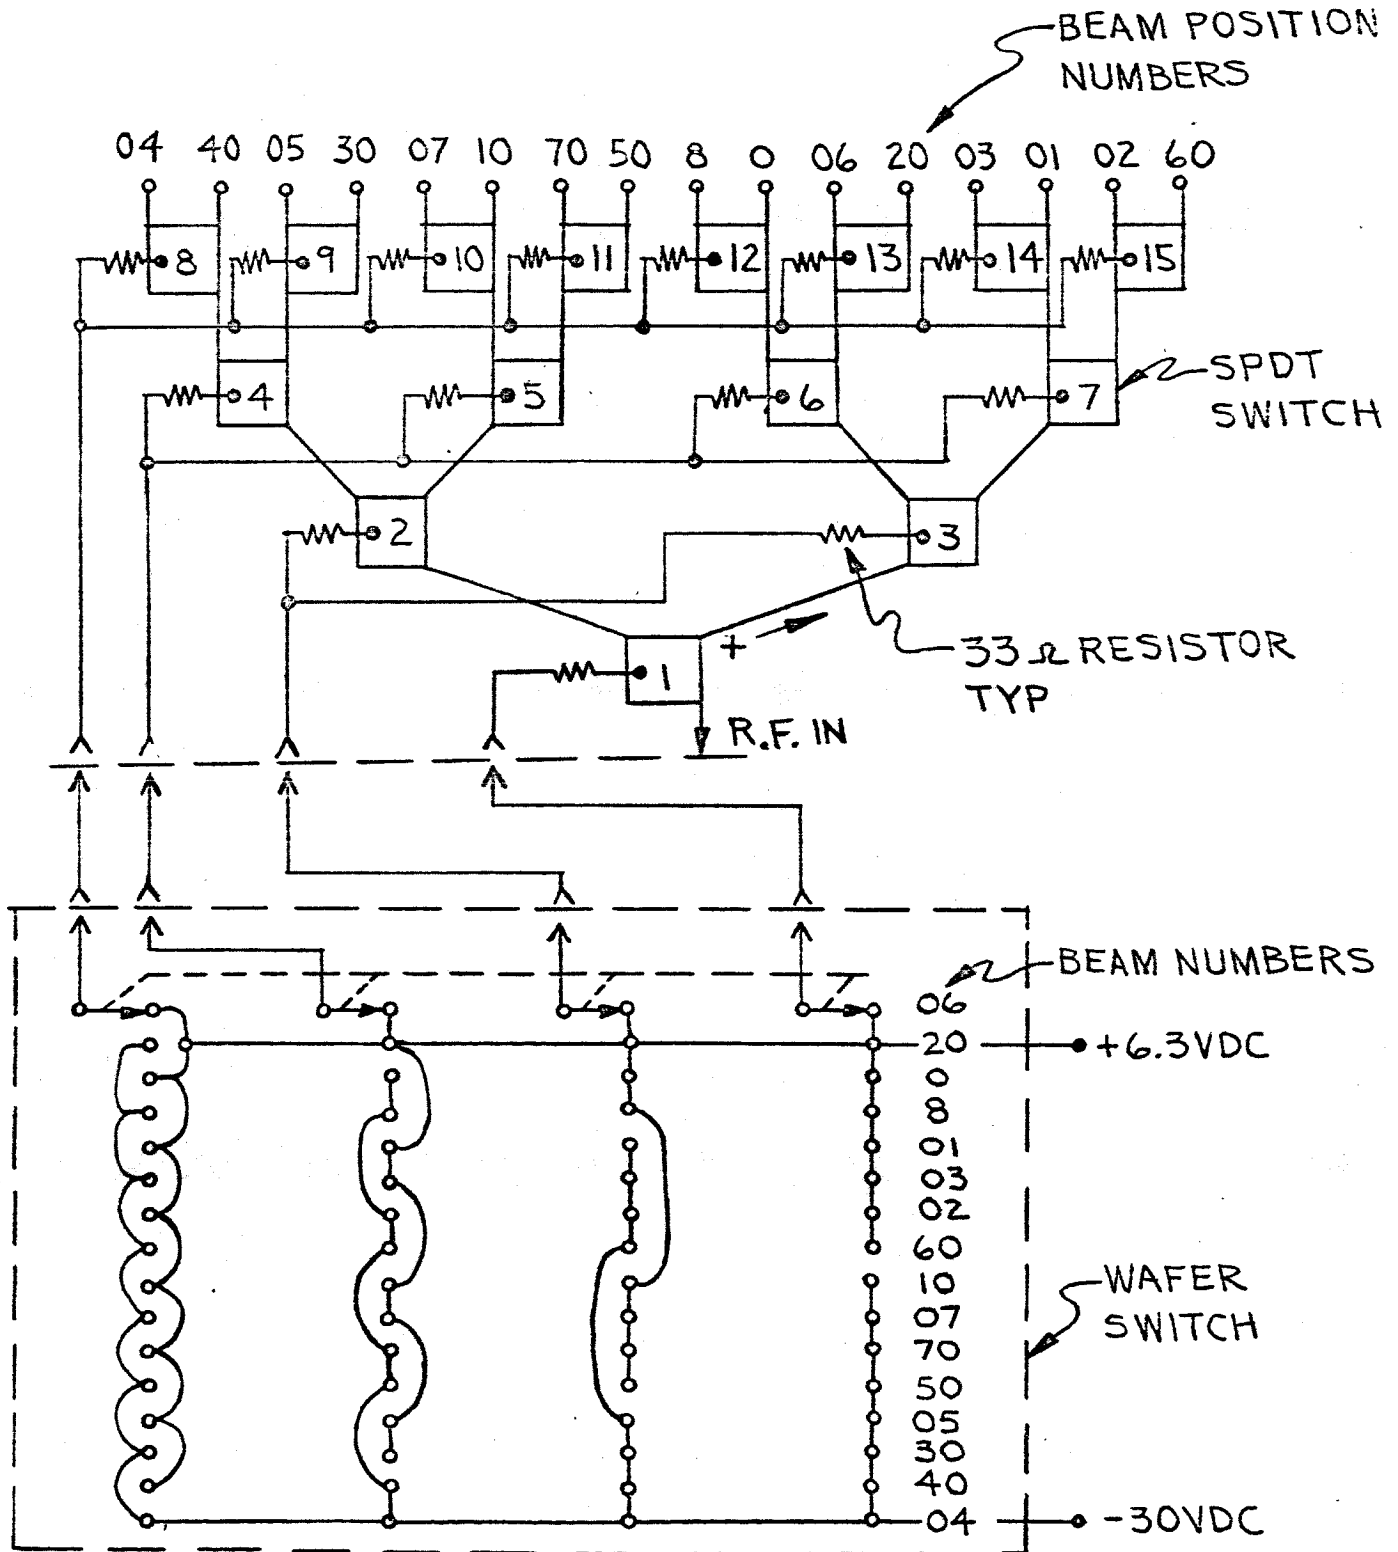 BEAM POSITION
NUMBERS
04 40 05 30 07 10 70 50 8 0 06 20 03 01 02 60
8 9 10 11 12 13 14 15
4 5 6 7
SPDT
SWITCH
2 3
+
1
33 Ω RESISTOR
TYP
R.F. IN
BEAM NUMBERS
06
20
+6.3VDC
0
8
01
03
02
60
10
07
70
50
05
30
40
04
-30VDC
WAFER
SWITCH